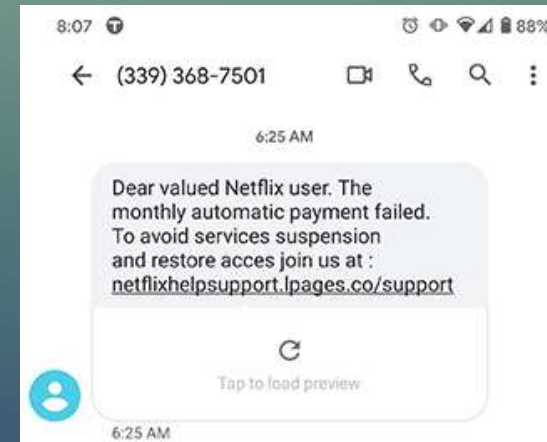 8:07
88%
(339) 368-7501
6:25 AM
Dear valued Netflix user. The
monthly automatic payment failed.
To avoid services suspension
and restore acces join us at :
netflixhelpsupport.lpages.co/support
Tap to load preview
6:25 AM